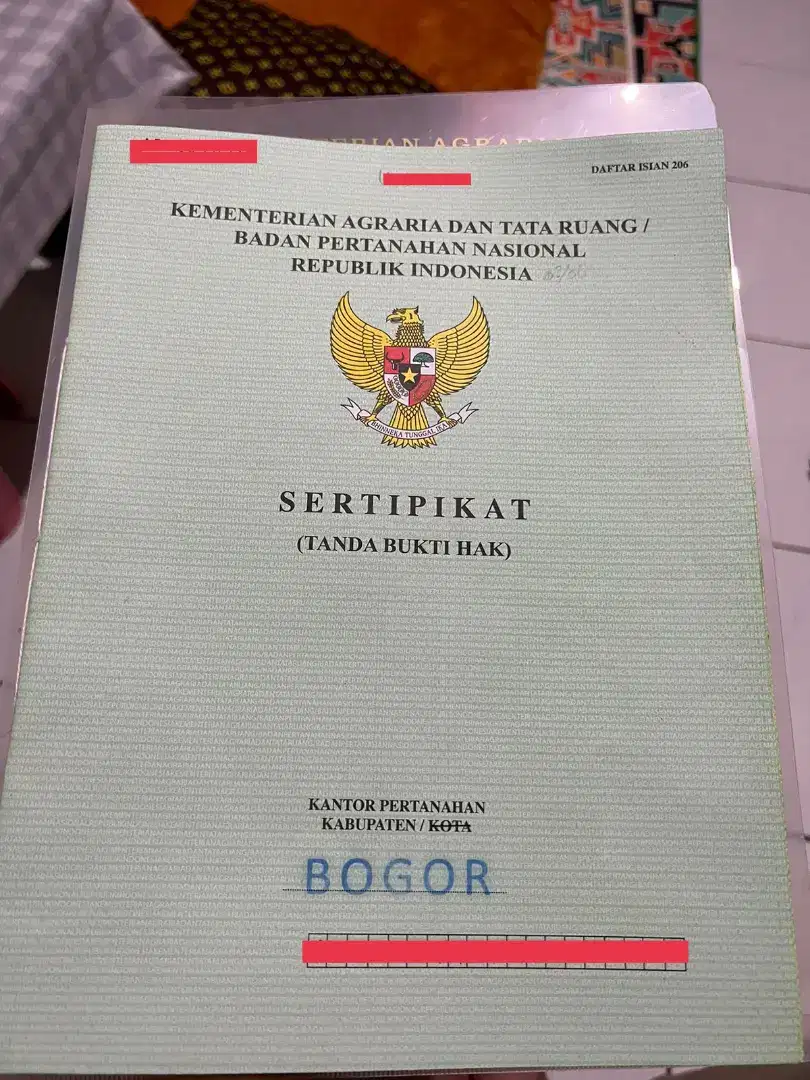 DAFTAR ISIAN 206
KEMENTERIAN AGRARIA DAN TATA RUANG /
BADAN PERTANAHAN NASIONAL
REPUBLIK INDONESIA
BHINNEKA TUNGGAL IKA
SERTIPIKAT
(TANDA BUKTI HAK)
KANTOR PERTANAHAN
KABUPATEN / KOTA
BOGOR